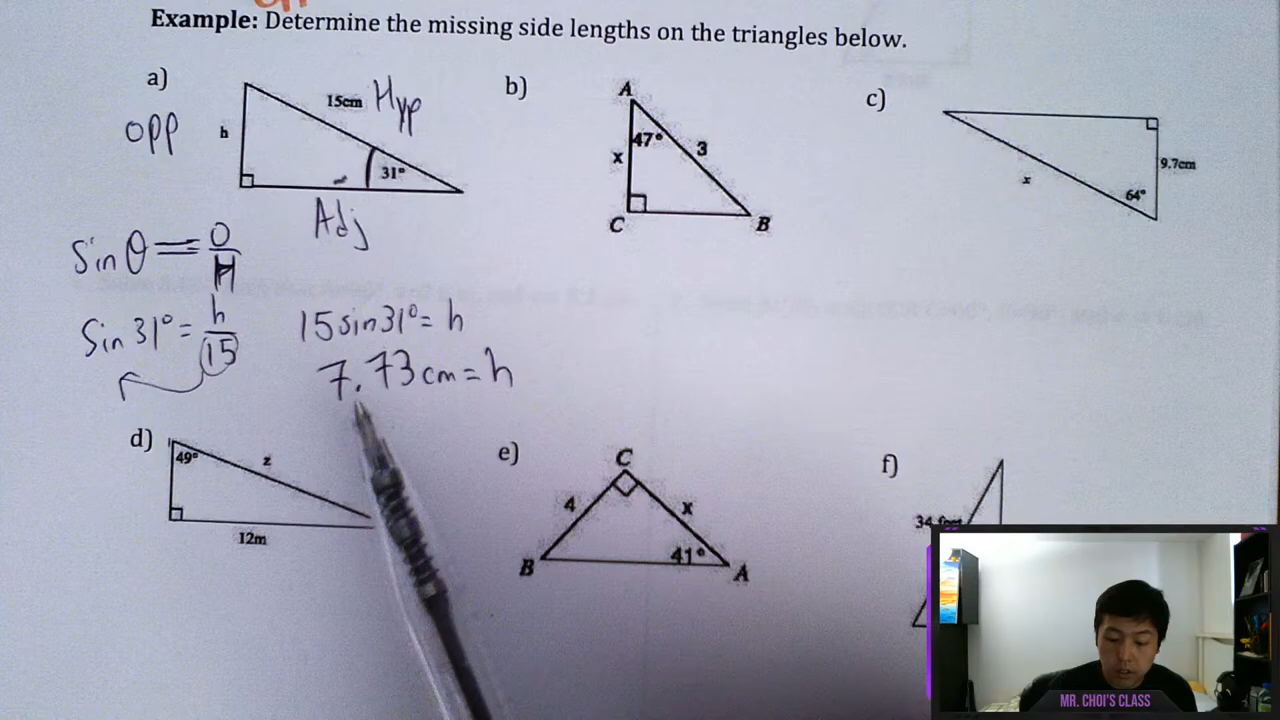 Example: Determine the missing side lengths on the triangles below.
a)
15cm
Hyp
opp
h
31°
Adj
Sin θ = O/H
Sin 31° = h/15
15 sin 31° = h
7.73 cm = h
b)
A
47°
3
x
C
B
c)
9.7cm
x
64°
d)
49°
z
12m
e)
C
4
x
41°
B
A
f)
34
MR. CHOI'S CLASS